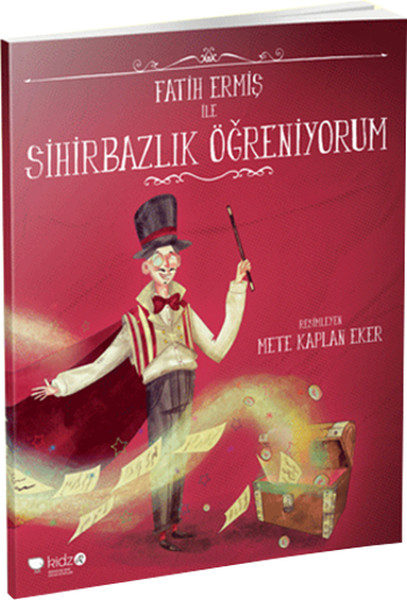 FATİH ERMİŞ
İLE
SİHİRBAZLIK ÖĞRENİYORUM
RESİMLEYEN
METE KAPLAN EKER
kidz